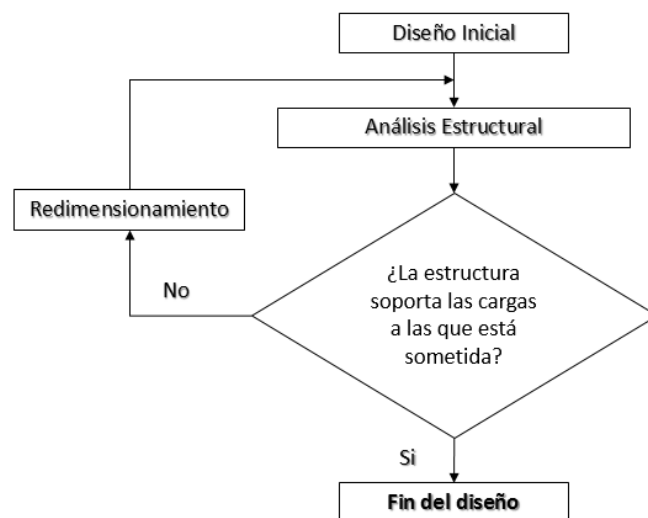 Diseño Inicial
Análisis Estructural
Redimensionamiento
¿La estructura
soporta las cargas
a las que está
sometida?
No
Si
Fin del diseño